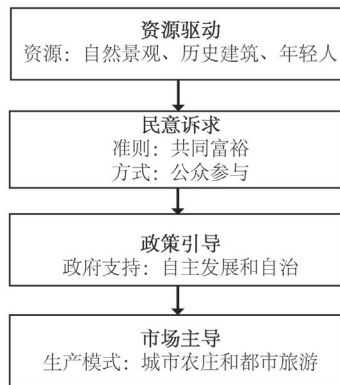 资源驱动
资源：自然景观、历史建筑、年轻人
民意诉求
准则：共同富裕
方式：公众参与
政策引导
政府支持：自主发展和自治
市场主导
生产模式：城市农庄和都市旅游